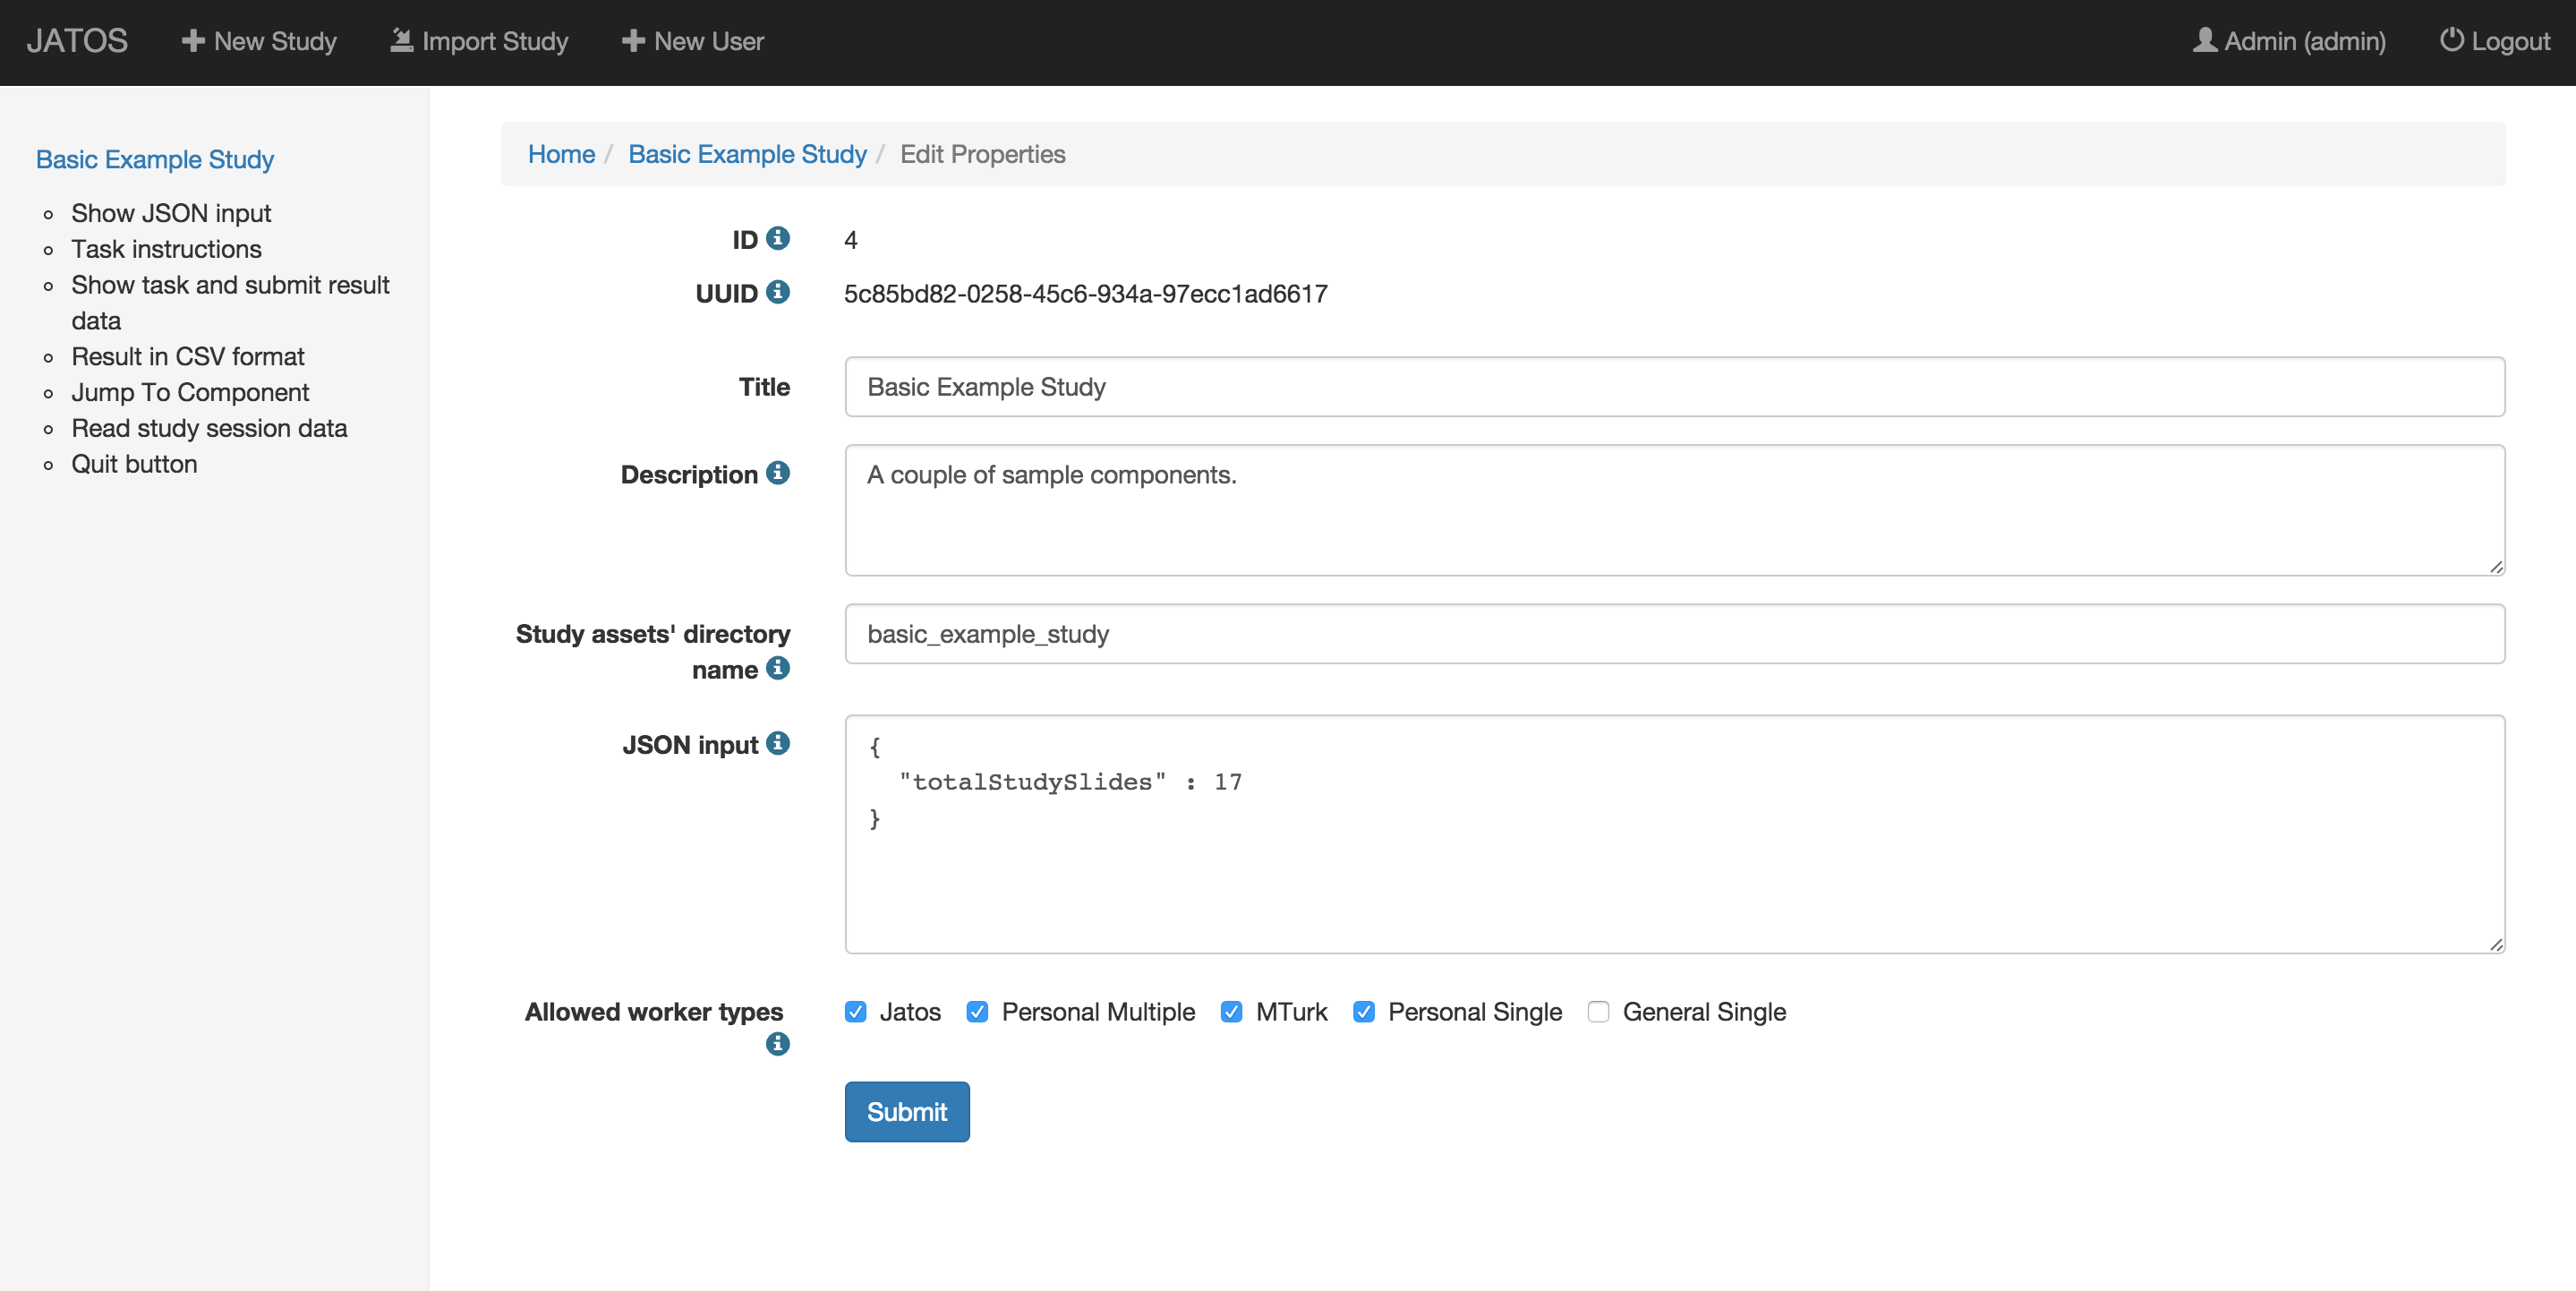 JATOS New Study Import Study New User Admin (admin) Logout
Basic Example Study
Show JSON input
Task instructions
Show task and submit result
data
Result in CSV format
Jump To Component
Read study session data
Quit button
Home / Basic Example Study / Edit Properties
ID 4
UUID 5c85bd82-0258-45c6-934a-97ecc1ad6617
Title Basic Example Study
Description A couple of sample components.
Study assets' directory
name
basic_example_study
JSON input
{
"totalStudySlides" : 17
}
Allowed worker types
Jatos Personal Multiple MTurk Personal Single General Single
Submit